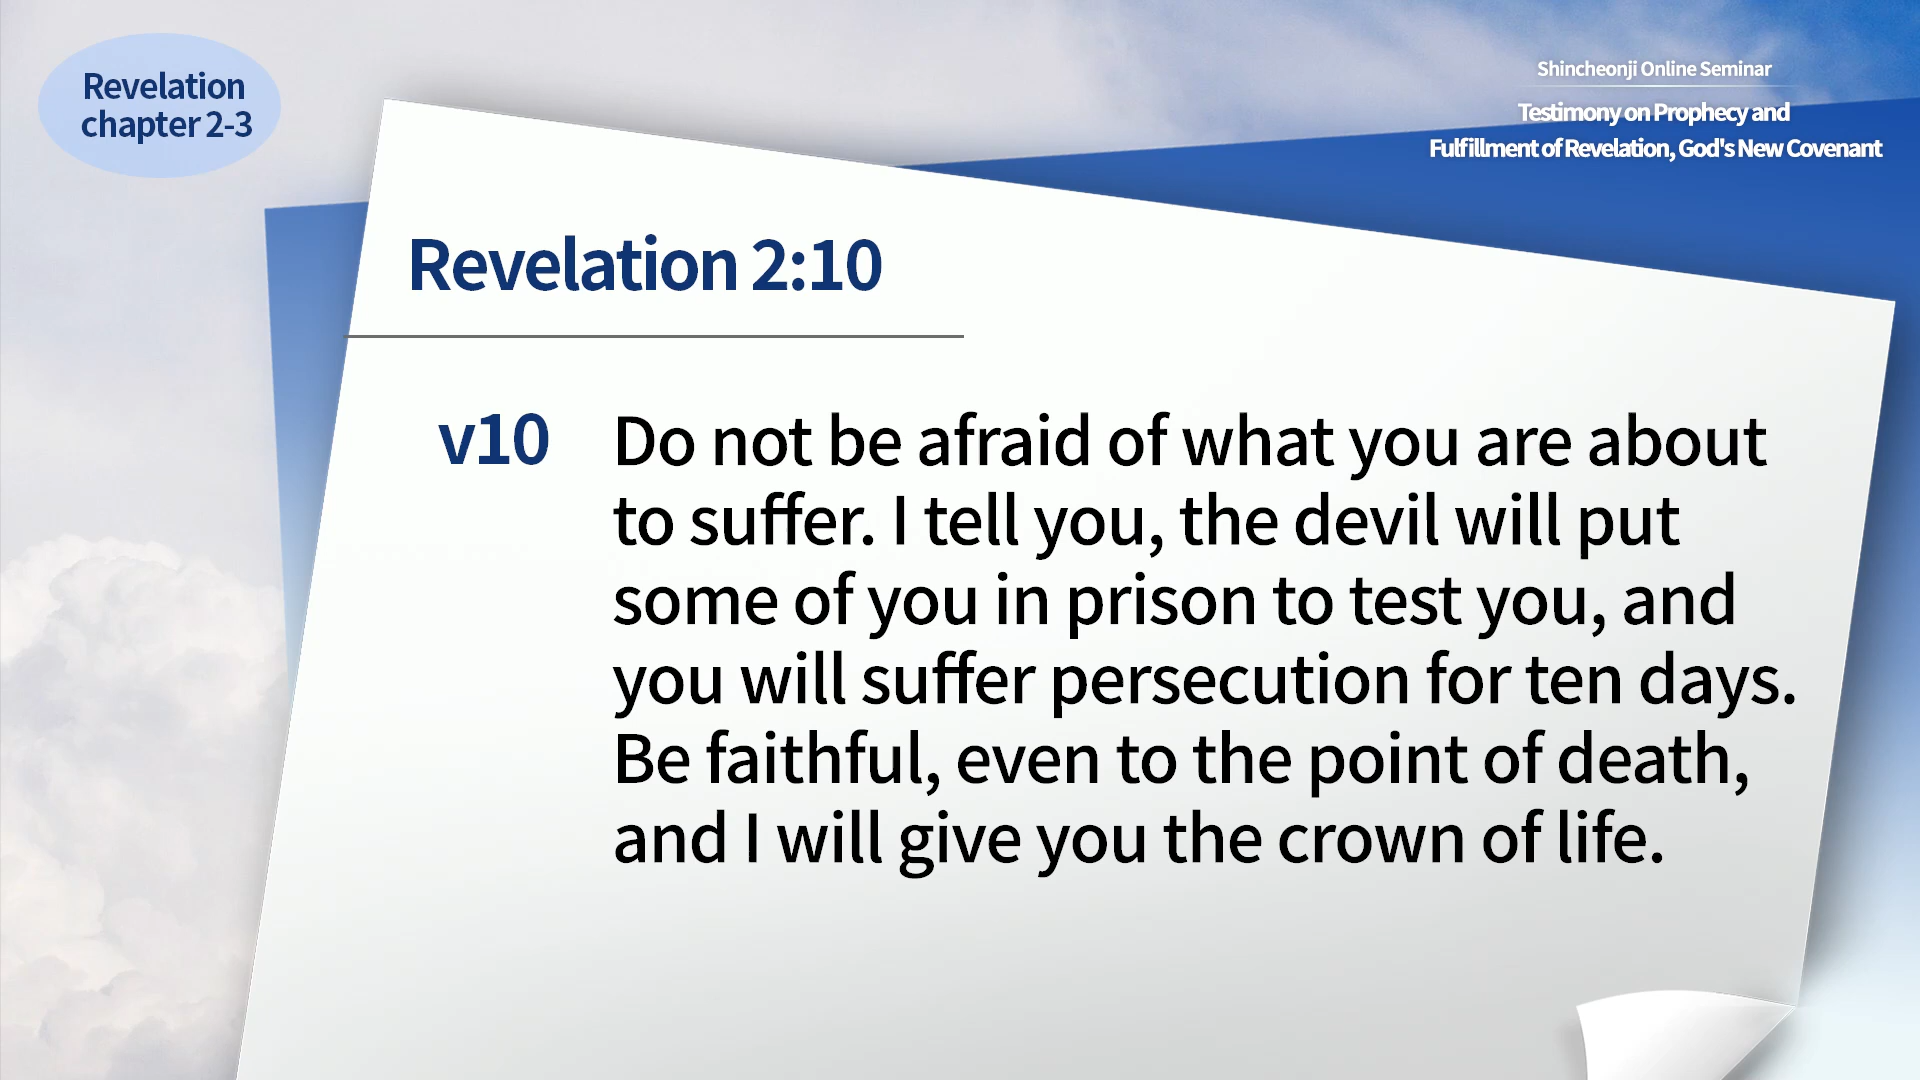 Revelation
chapter 2-3
Shincheonji Online Seminar
Testimony on Prophecy and
Fulfillment of Revelation, God's New Covenant
Revelation 2:10
v10 Do not be afraid of what you are about
to suffer. I tell you, the devil will put
some of you in prison to test you, and
you will suffer persecution for ten days.
Be faithful, even to the point of death,
and I will give you the crown of life.